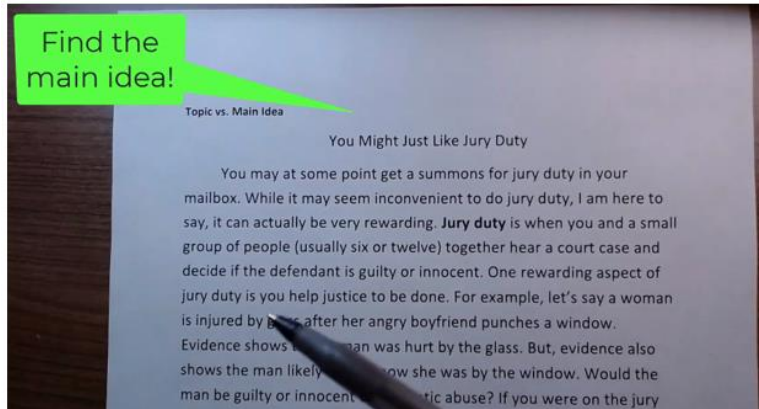 Find the
main idea!
Topic vs. Main Idea
You Might Just Like Jury Duty
You may at some point get a summons for jury duty in your
mailbox. While it may seem inconvenient to do jury duty, I am here to
say, it can actually be very rewarding. Jury duty is when you and a small
group of people (usually six or twelve) together hear a court case and
decide if the defendant is guilty or innocent. One rewarding aspect of
jury duty is you help justice to be done. For example, let's say a woman
is injured by after her angry boyfriend punches a window.
Evidence shows was hurt by the glass. But, evidence also
shows the man likely she was by the window. Would the
man be guilty or innocent abuse? If you were on the jury